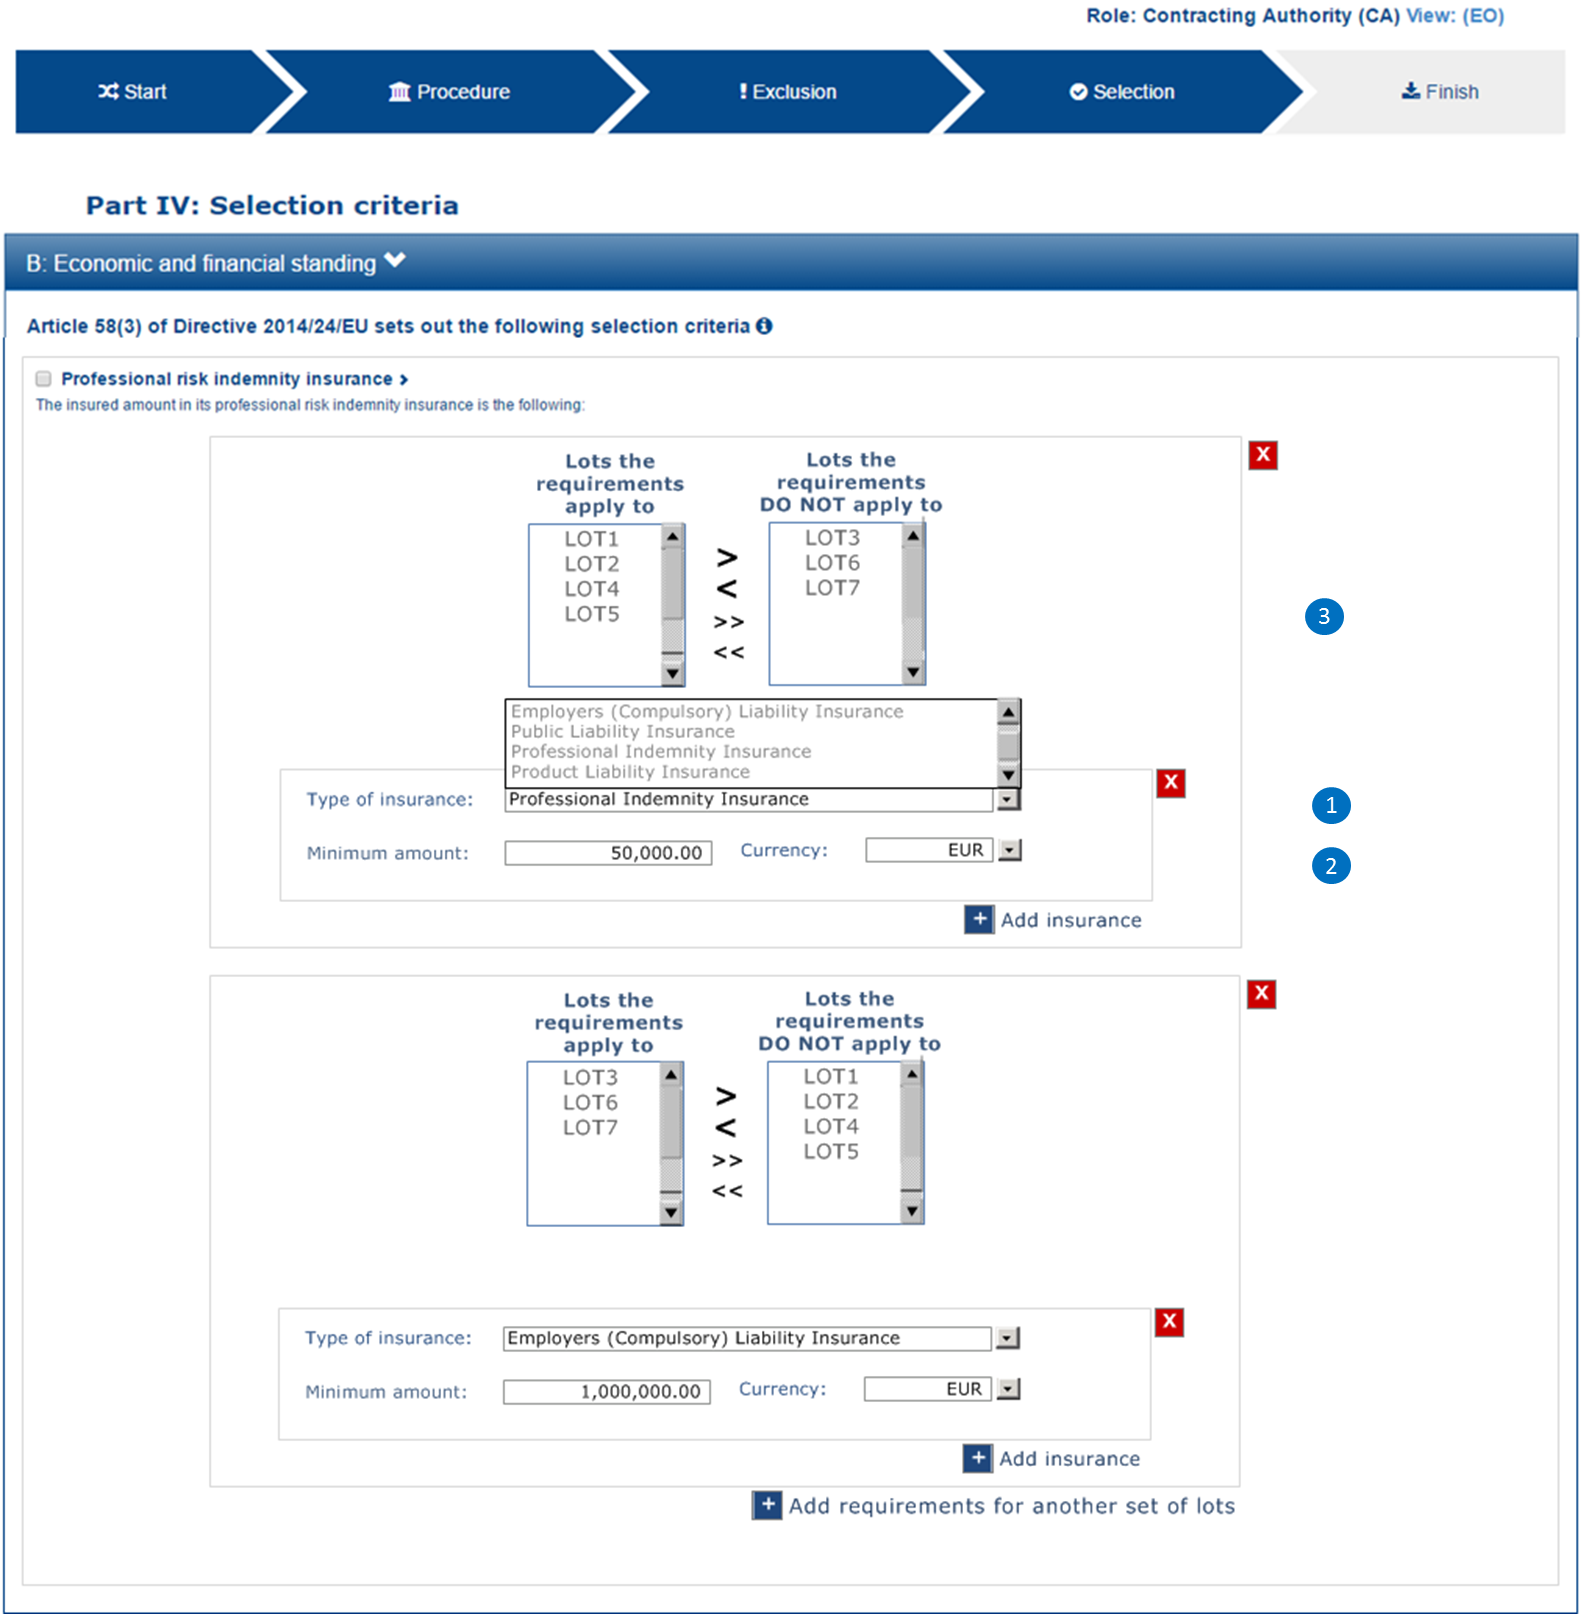 Role: Contracting Authority (CA) View: (EO)
Start Procedure ! Exclusion Selection Finish
Part IV: Selection criteria
B: Economic and financial standing
Article 58(3) of Directive 2014/24/EU sets out the following selection criteria
Professional risk indemnity insurance >
The insured amount in its professional risk indemnity insurance is the following:
X
Lots the
requirements
apply to
Lots the
requirements
DO NOT apply to
LOT1
LOT2
LOT4
LOT5
>
<
>>
<<
LOT3
LOT6
LOT7
3
Employers (Compulsory) Liability Insurance
Public Liability Insurance
Professional Indemnity Insurance
Product Liability Insurance
X
Type of insurance: Professional Indemnity Insurance
1
Minimum amount: 50,000.00 Currency: EUR
2
+ Add insurance
X
Lots the
requirements
apply to
Lots the
requirements
DO NOT apply to
LOT3
LOT6
LOT7
>
<
>>
<<
LOT1
LOT2
LOT4
LOT5
X
Type of insurance: Employers (Compulsory) Liability Insurance
Minimum amount: 1,000,000.00 Currency: EUR
+ Add insurance
+ Add requirements for another set of lots